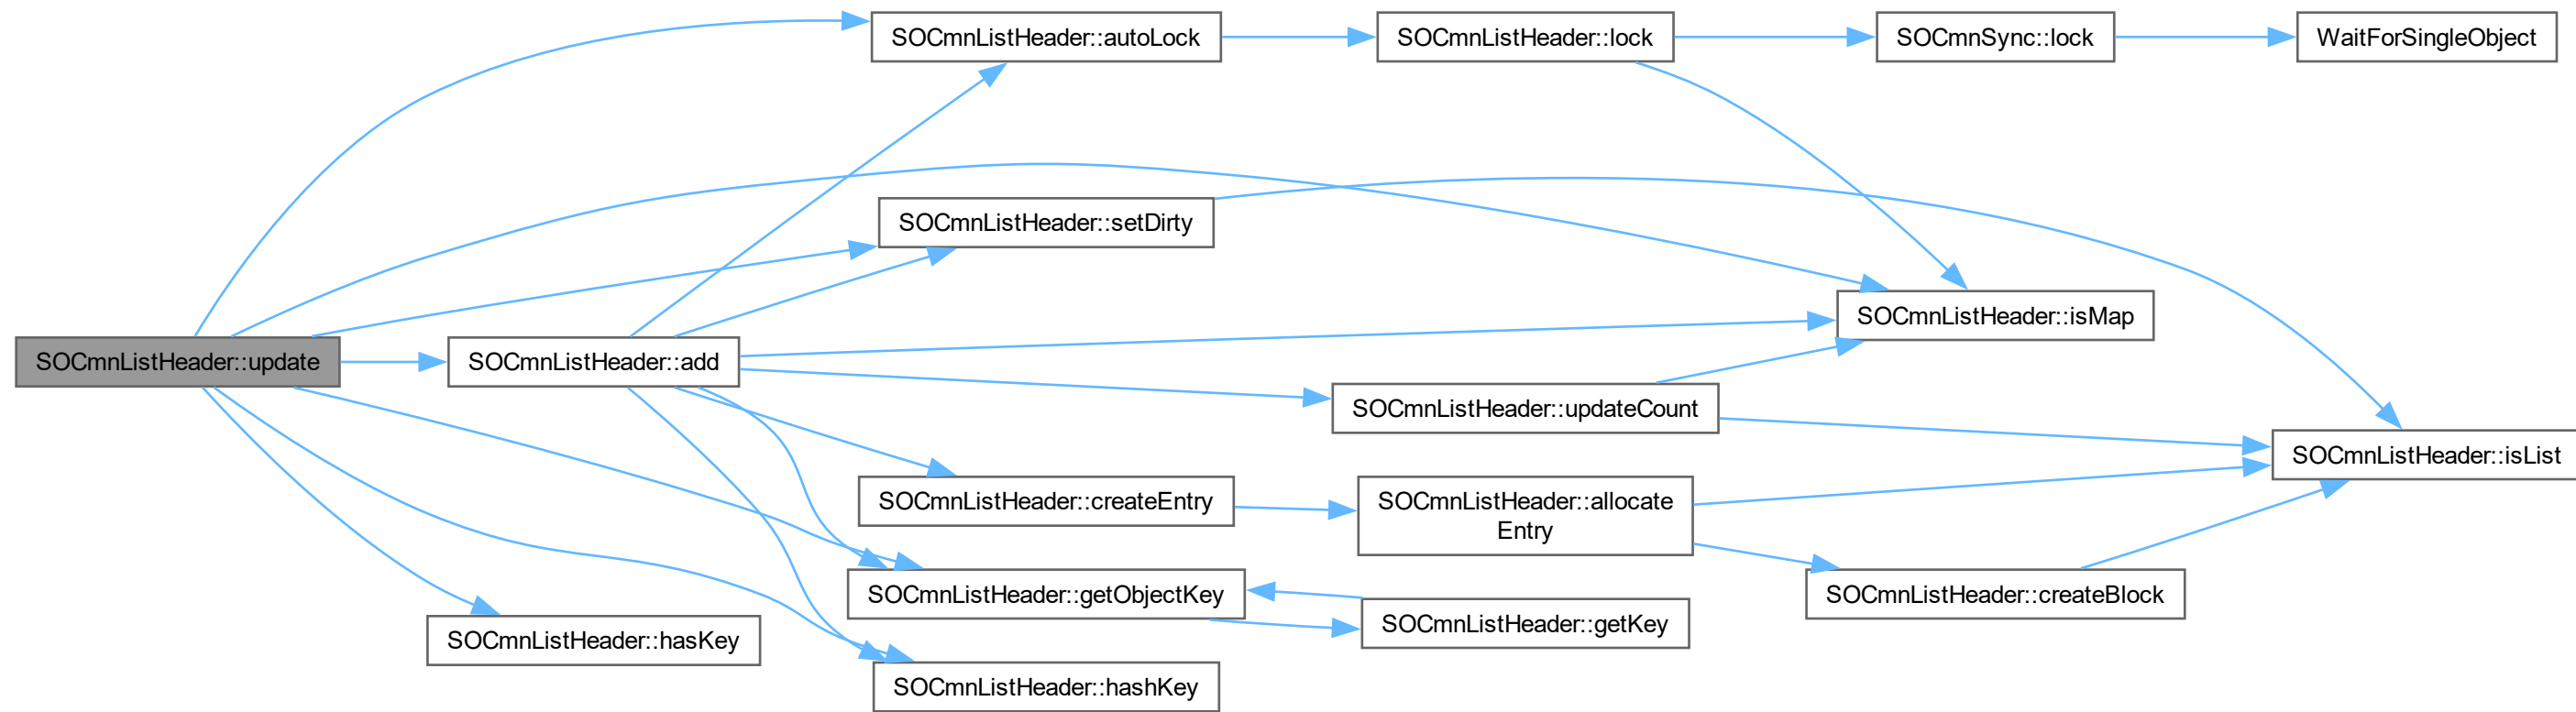 SOCmnListHeader::autoLock
SOCmnListHeader::lock
SOCmnSync::lock
WaitForSingleObject
SOCmnListHeader::setDirty
SOCmnListHeader::isMap
SOCmnListHeader::update
SOCmnListHeader::add
SOCmnListHeader::updateCount
SOCmnListHeader::isList
SOCmnListHeader::createEntry
SOCmnListHeader::allocate
Entry
SOCmnListHeader::getObjectKey
SOCmnListHeader::createBlock
SOCmnListHeader::getKey
SOCmnListHeader::hasKey
SOCmnListHeader::hashKey